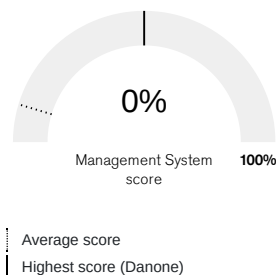 0%
Management System
score
100%
Average score
Highest score (Danone)